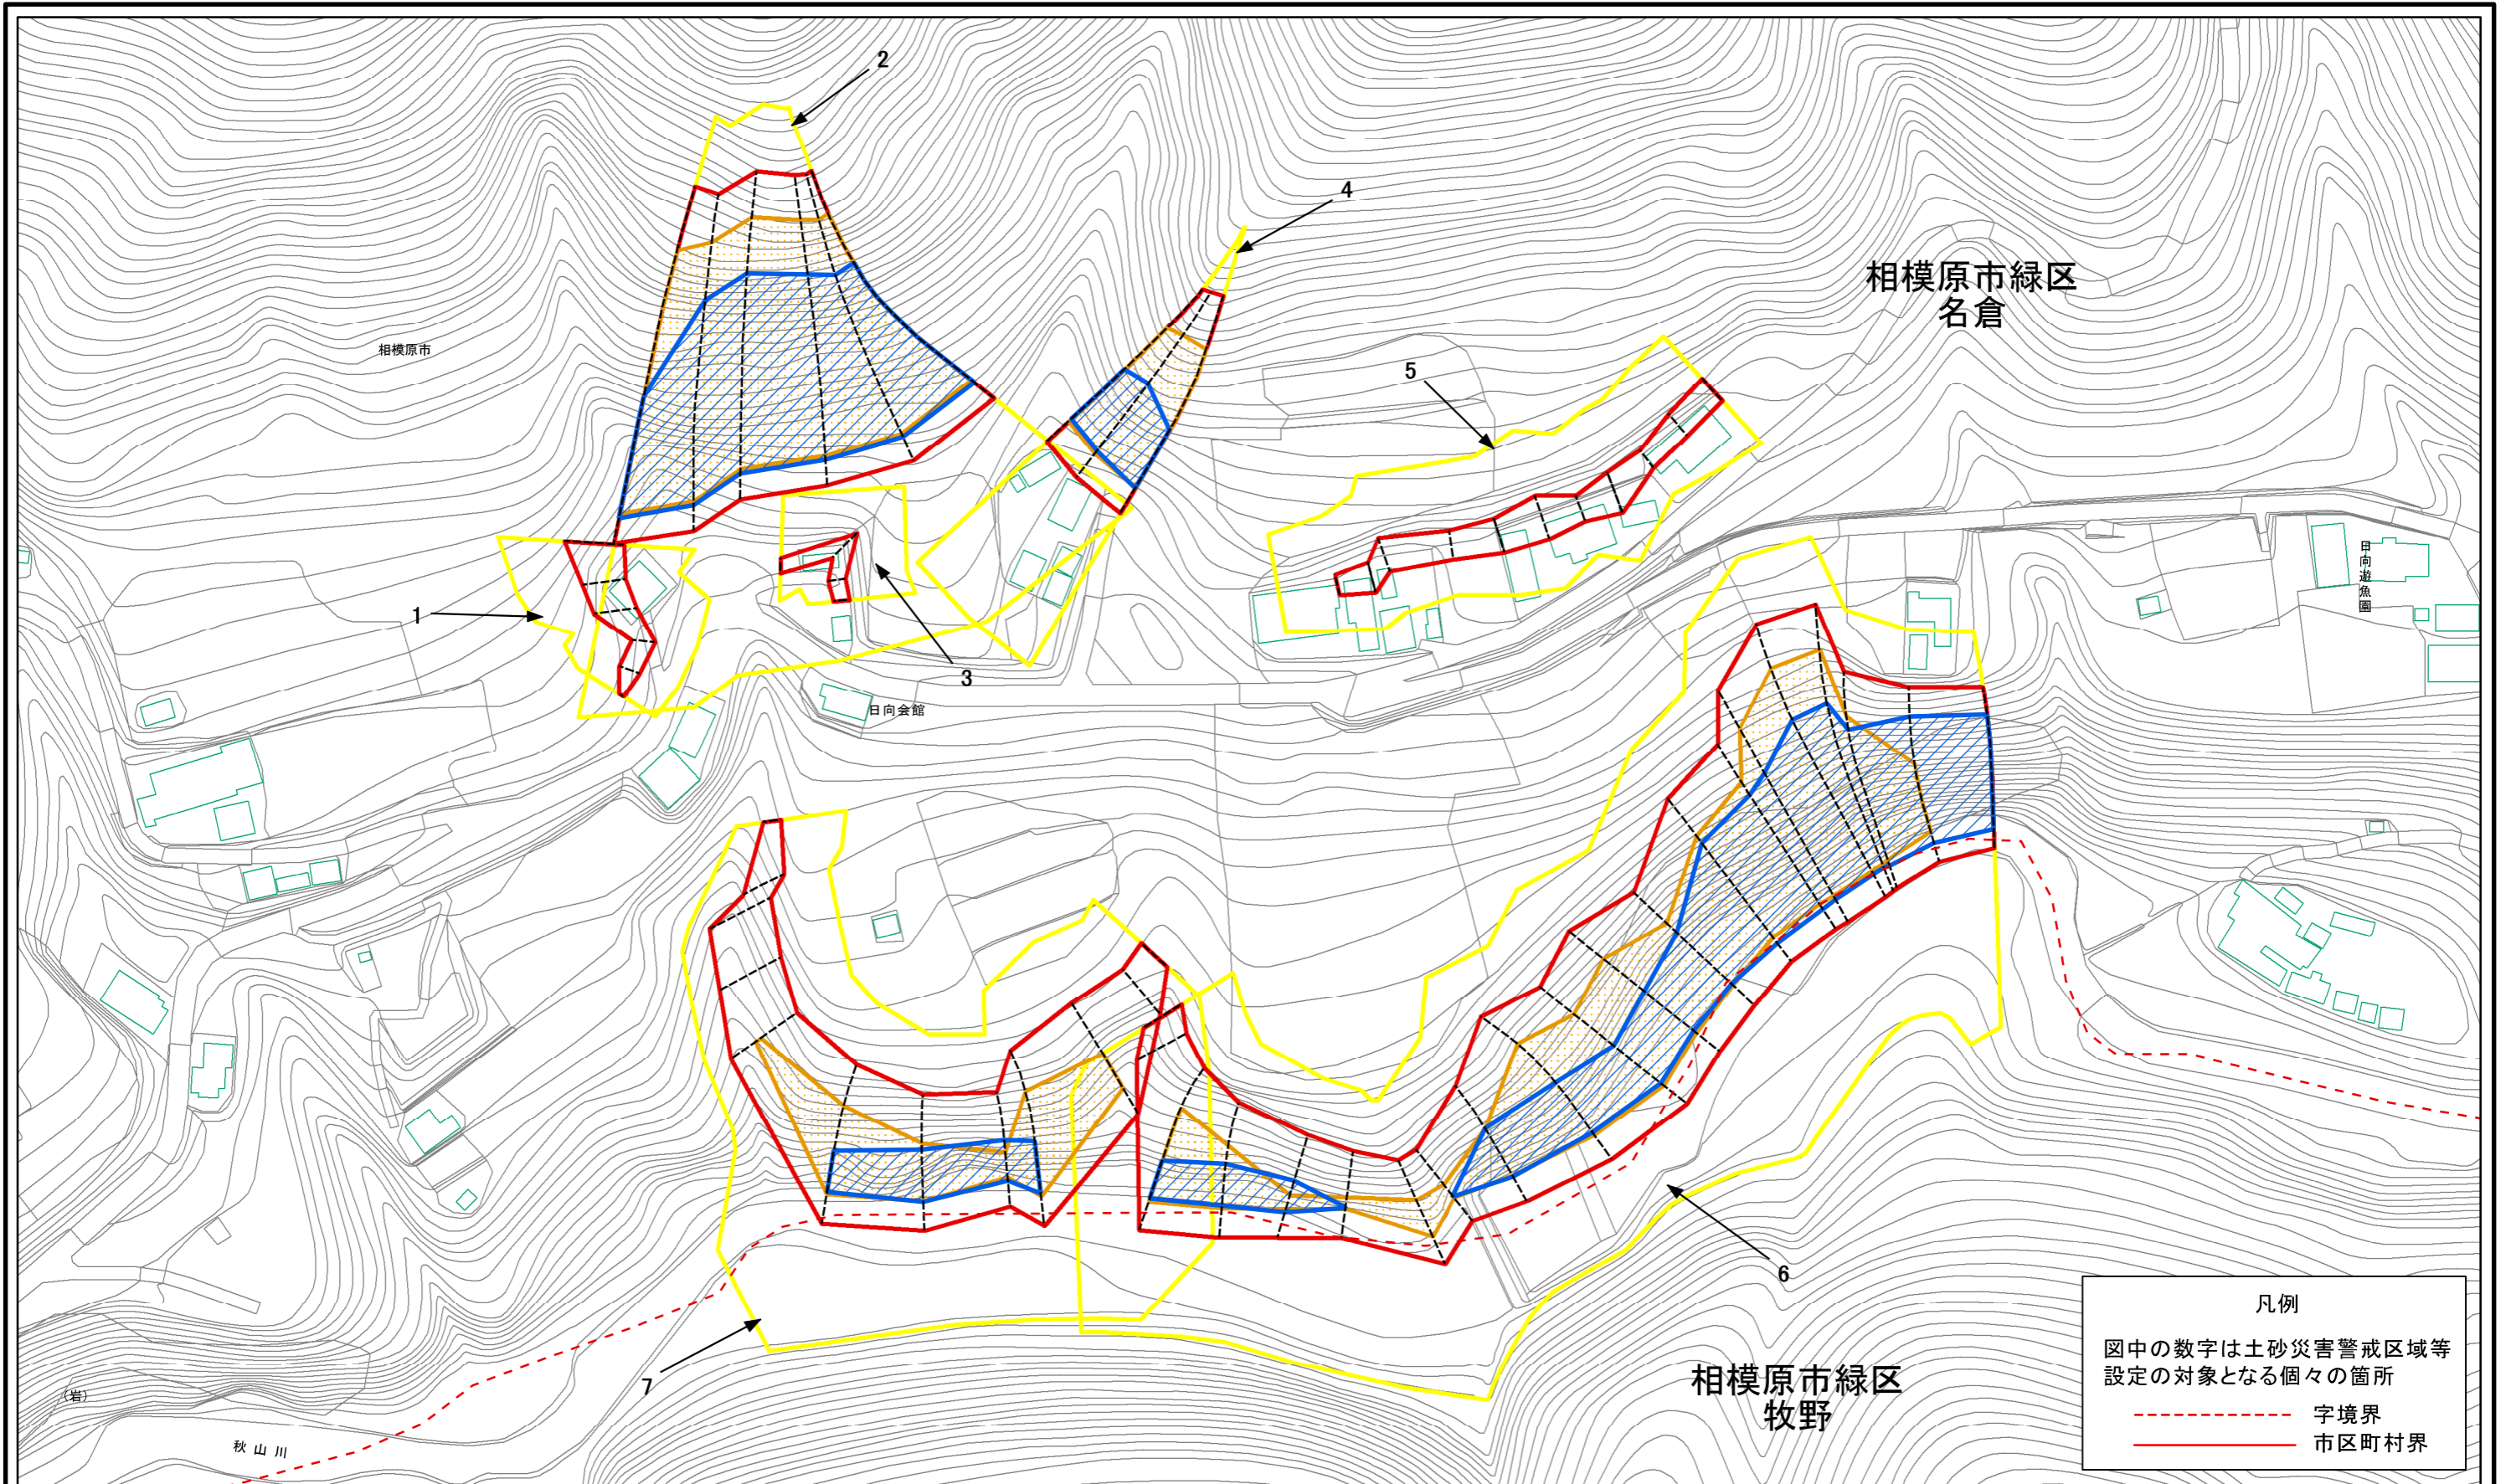 2
4
相模原市緑区
名倉
相模原市
5
日向遊魚園
1
3
日向会館
6
7
相模原市緑区
牧野
(岩)
秋山川
凡例
図中の数字は土砂災害警戒区域等
設定の対象となる個々の箇所
字境界
市区町村界